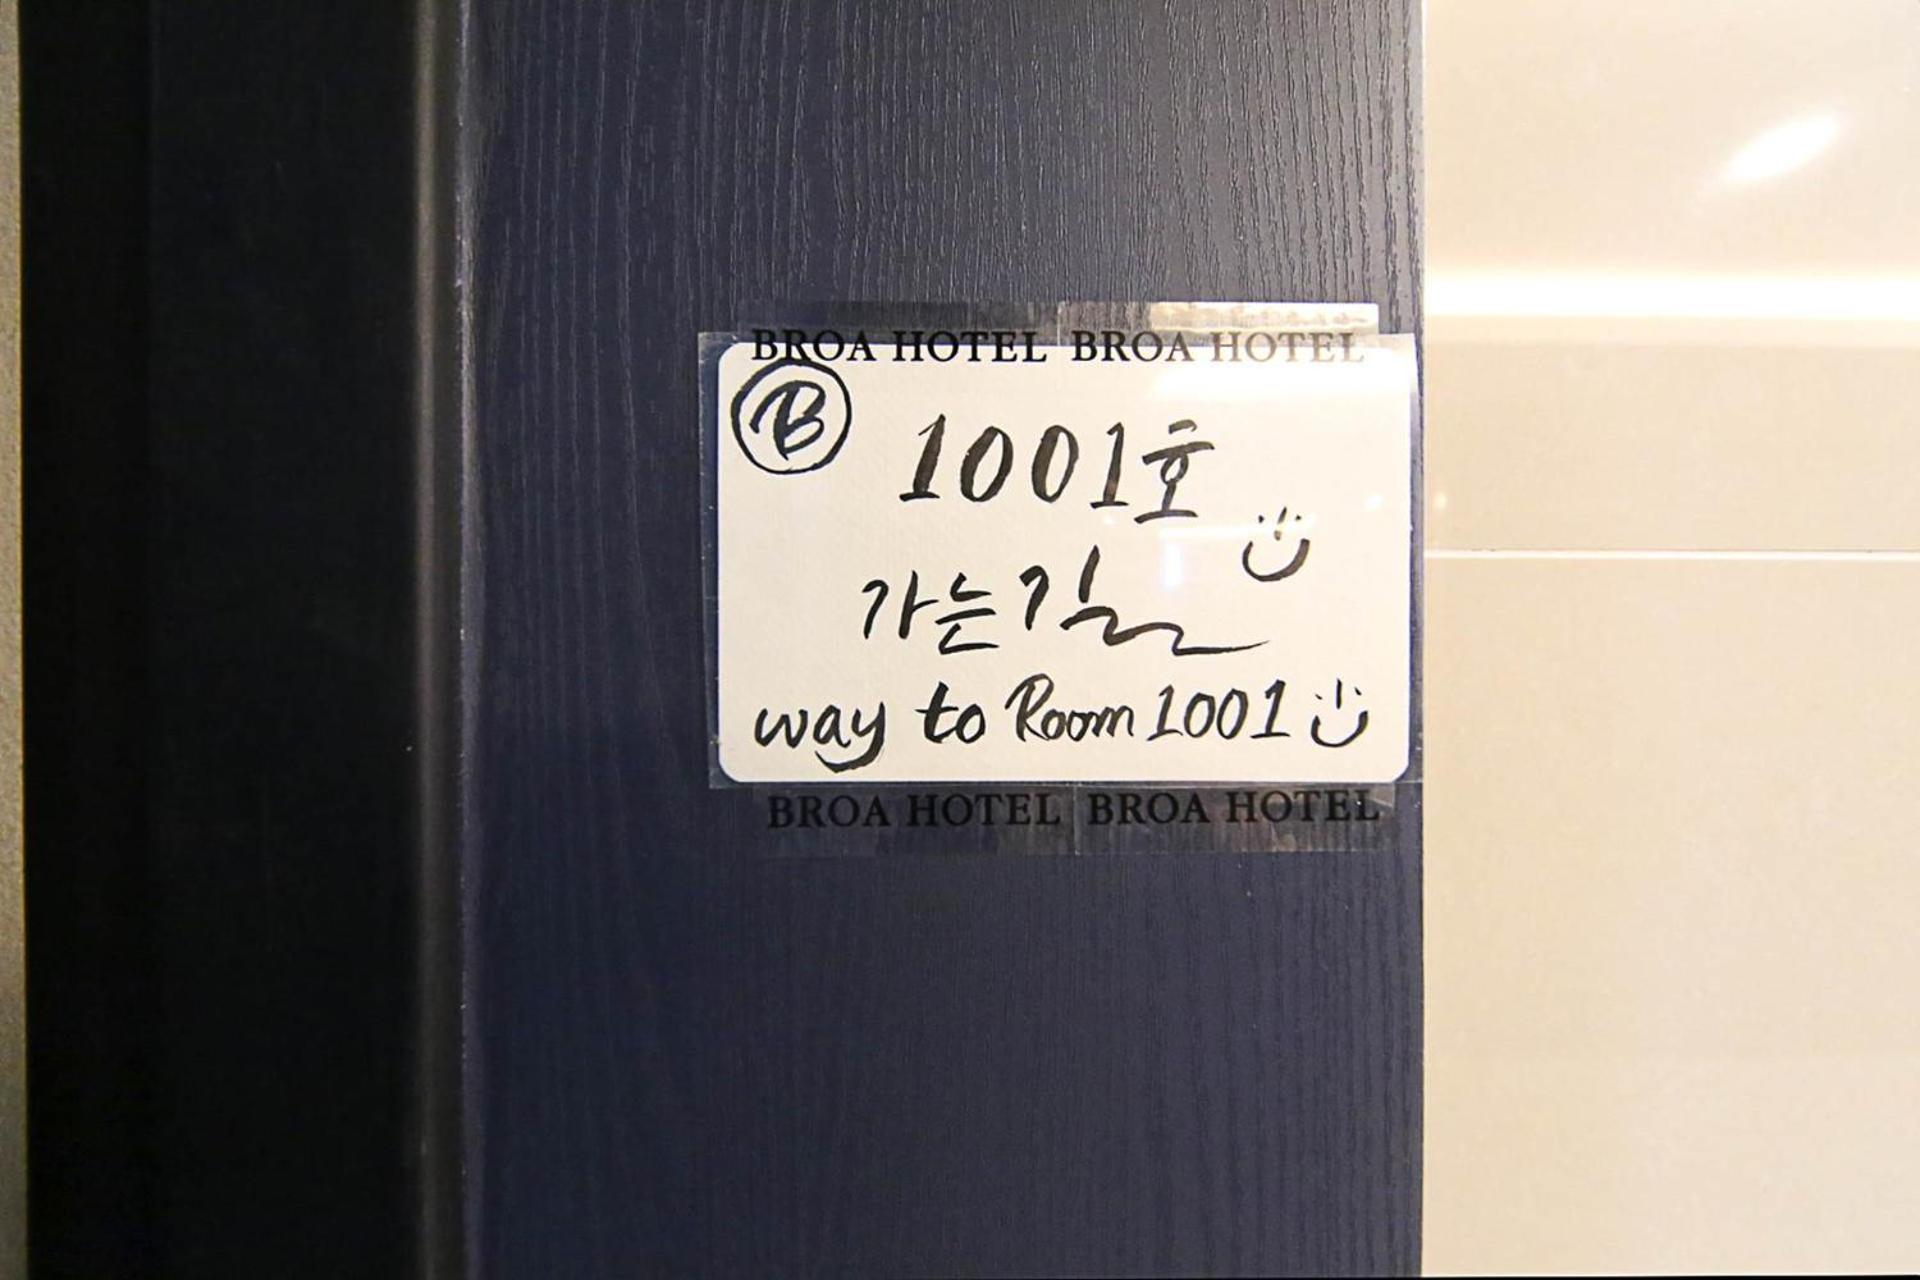 BROA HOTEL BROA HOTEL
B
1001호
가는길
way to Room 1001
BROA HOTEL BROA HOTEL